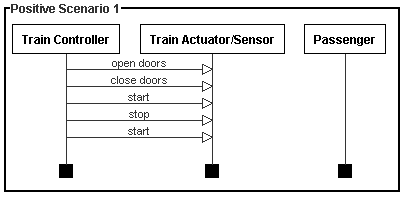 Positive Scenario 1
Train Controller
Train Actuator/Sensor
Passenger
open doors
close doors
start
stop
start